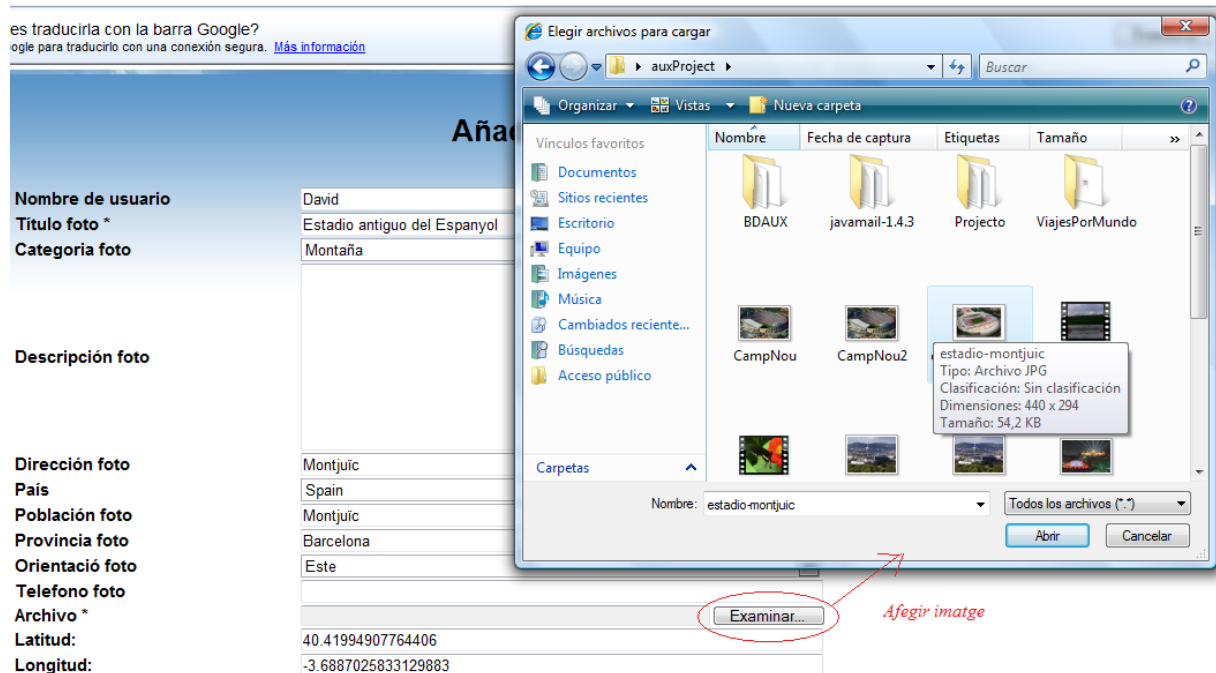 es traducirla con la barra Google?
ogle para traducirlo con una conexión segura. Más información
Aña
Nombre de usuario David
Título foto * Estadio antiguo del Espanyol
Categoria foto Montaña
Descripción foto
Dirección foto Montjuïc
País Spain
Población foto Montjuïc
Provincia foto Barcelona
Orientació foto Este
Telefono foto
Archivo * Examinar...
Latitud: 40.41994907764406
Longitud: -3.6887025833129883
Afegir imatge
Elegir archivos para cargar
auxProject
Buscar
Organizar Vistas Nueva carpeta
Vínculos favoritos
Documentos
Sitios recientes
Escritorio
Equipo
Imágenes
Música
Cambiados reciente...
Búsquedas
Acceso público
Carpetas
Nombre Fecha de captura Etiquetas Tamaño »
BDAUX javamail-1.4.3 Projecto ViajesPorMundo
CampNou CampNou2
estadio-montjuic
Tipo: Archivo JPG
Clasificación: Sin clasificación
Dimensiones: 440 x 294
Tamaño: 54,2 KB
Nombre: estadio-montjuic Todos los archivos (*.*)
Abrir Cancelar